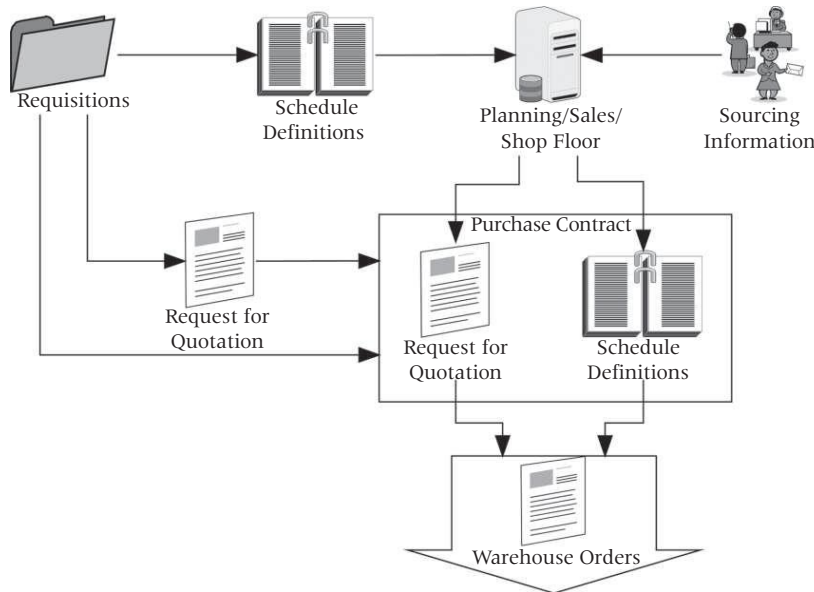 Requisitions
Schedule
Definitions
Planning/Sales/
Shop Floor
Sourcing
Information
Purchase Contract
Request for
Quotation
Request for
Quotation
Schedule
Definitions
Warehouse Orders